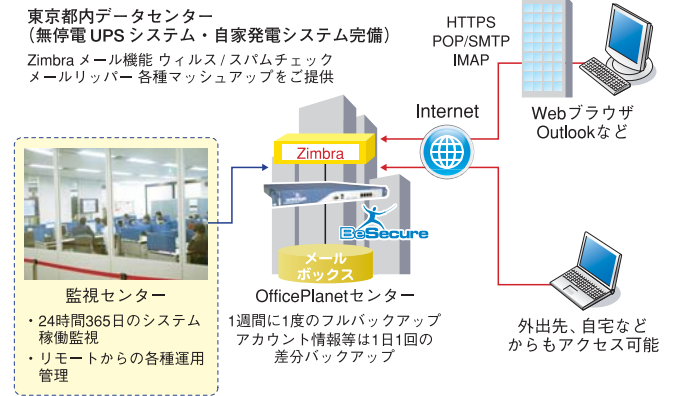 東京都内データセンター
（無停電 UPS システム・自家発電システム完備）
Zimbra メール機能 ウィルス / スパムチェック
メールリッパー 各種マッシュアップをご提供
HTTPS
POP/SMTP
IMAP
Internet
Webブラウザ
Outlookなど
Zimbra
BeSecure
メール
ボックス
監視センター
・24時間365日のシステム
稼働監視
・リモートからの各種運用
管理
OfficePlanetセンター
1週間に1度のフルバックアップ
アカウント情報等は1日1回の
差分バックアップ
外出先、自宅など
からもアクセス可能